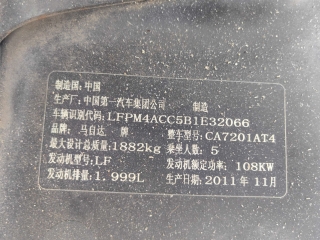 制造国：中国
生产厂：中国第一汽车集团公司 制造
车辆识别代码：LFPM4ACC5B1E32066
品牌：马自达 牌 整车型号：CA7201AT4
最大设计总质量：1882kg 乘坐人数：5
发动机型号：LF 发动机额定功率：108KW
发动机排量：1.999L 生产日期：2011年11月